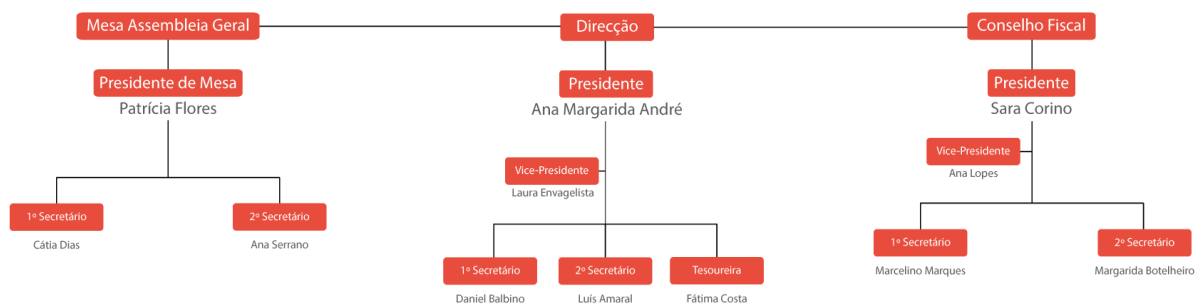 Mesa Assembleia Geral
Direcção
Conselho Fiscal
Presidente de Mesa
Patrícia Flores
Presidente
Ana Margarida André
Presidente
Sara Corino
Vice-Presidente
Laura Envagelista
Vice-Presidente
Ana Lopes
1º Secretário
Cátia Dias
2º Secretário
Ana Serrano
1º Secretário
Daniel Balbino
2º Secretário
Luís Amaral
Tesoureira
Fátima Costa
1º Secretário
Marcelino Marques
2º Secretário
Margarida Botelheiro